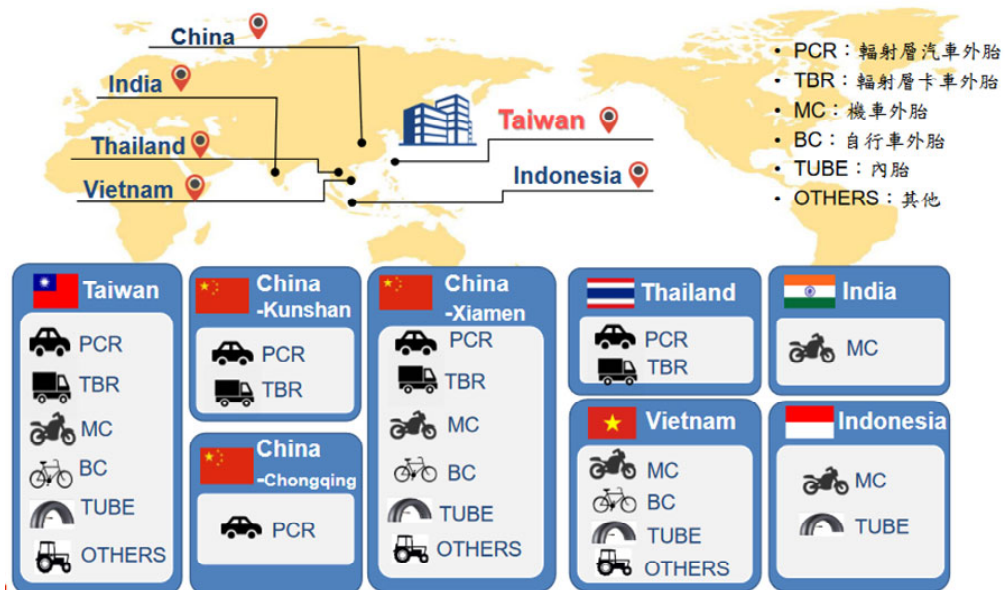 China
India
Thailand
Vietnam
Taiwan
Indonesia
• PCR：輻射層汽車外胎
• TBR：輻射層卡車外胎
• MC：機車外胎
• BC：自行車外胎
• TUBE：內胎
• OTHERS：其他
Taiwan
PCR
TBR
MC
BC
TUBE
OTHERS
China
-Kunshan
PCR
TBR
China
-Chongqing
PCR
China
-Xiamen
PCR
TBR
MC
BC
TUBE
OTHERS
Thailand
PCR
TBR
Vietnam
MC
BC
TUBE
OTHERS
India
MC
Indonesia
MC
TUBE